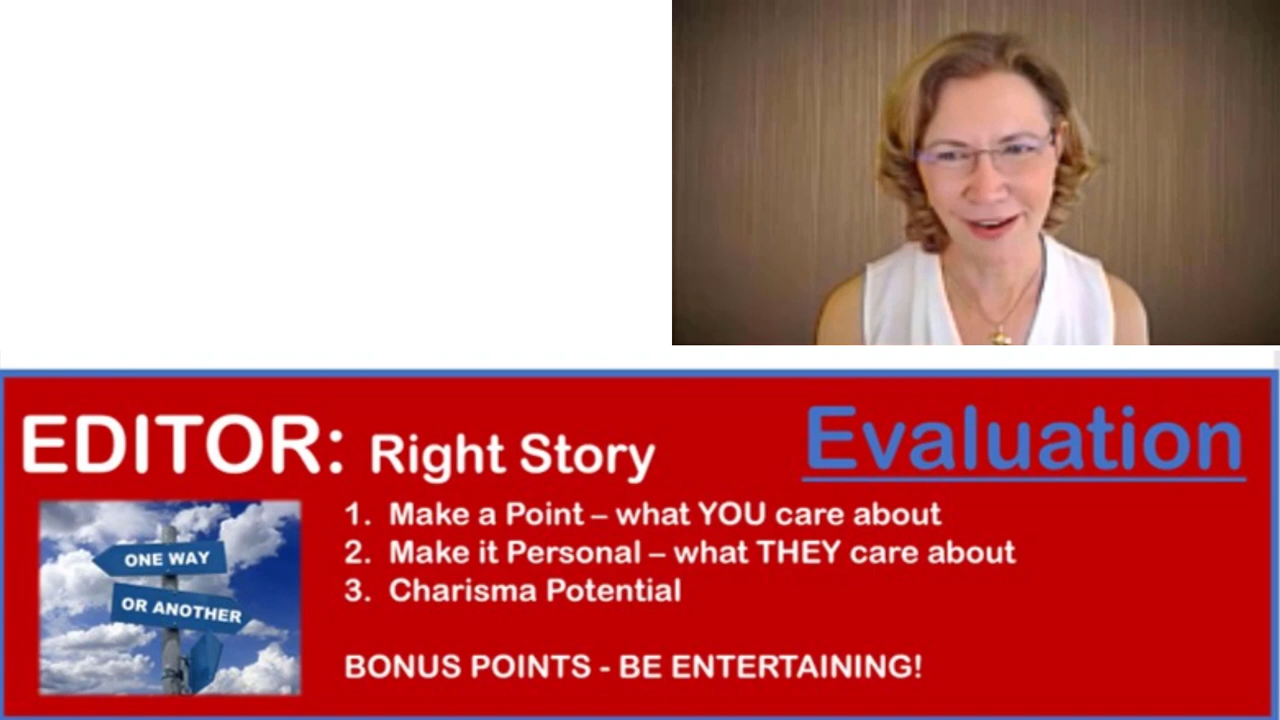 EDITOR: Right Story
Evaluation
ONE WAY
OR ANOTHER
1. Make a Point – what YOU care about
2. Make it Personal – what THEY care about
3. Charisma Potential
BONUS POINTS - BE ENTERTAINING!